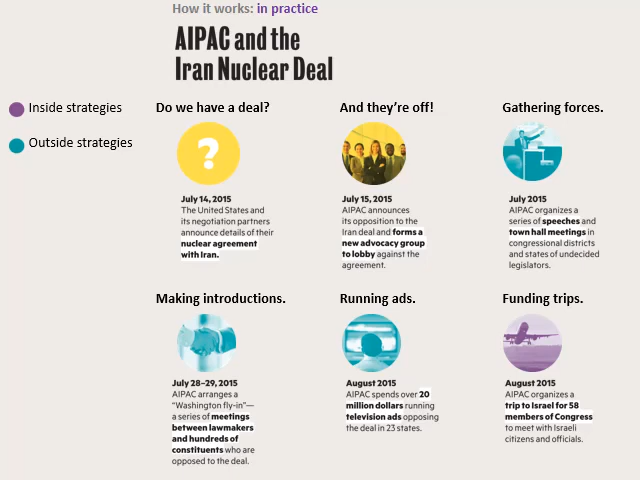 How it works: in practice
AIPAC and the
Iran Nuclear Deal
Inside strategies
Outside strategies
Do we have a deal?
?
July 14, 2015
The United States and
its negotiation partners
announce details of their
nuclear agreement
with Iran.
And they're off!
July 15, 2015
AIPAC announces
its opposition to the
Iran deal and forms a
new advocacy group
to lobby against the
agreement.
Gathering forces.
July 2015
AIPAC organizes a
series of speeches and
town hall meetings in
congressional districts
and states of undecided
legislators.
Making introductions.
July 28–29, 2015
AIPAC arranges a
“Washington fly-in”—
a series of meetings
between lawmakers
and hundreds of
constituents who are
opposed to the deal.
Running ads.
August 2015
AIPAC spends over 20
million dollars running
television ads opposing
the deal in 23 states.
Funding trips.
August 2015
AIPAC organizes a
trip to Israel for 58
members of Congress
to meet with Israeli
citizens and officials.